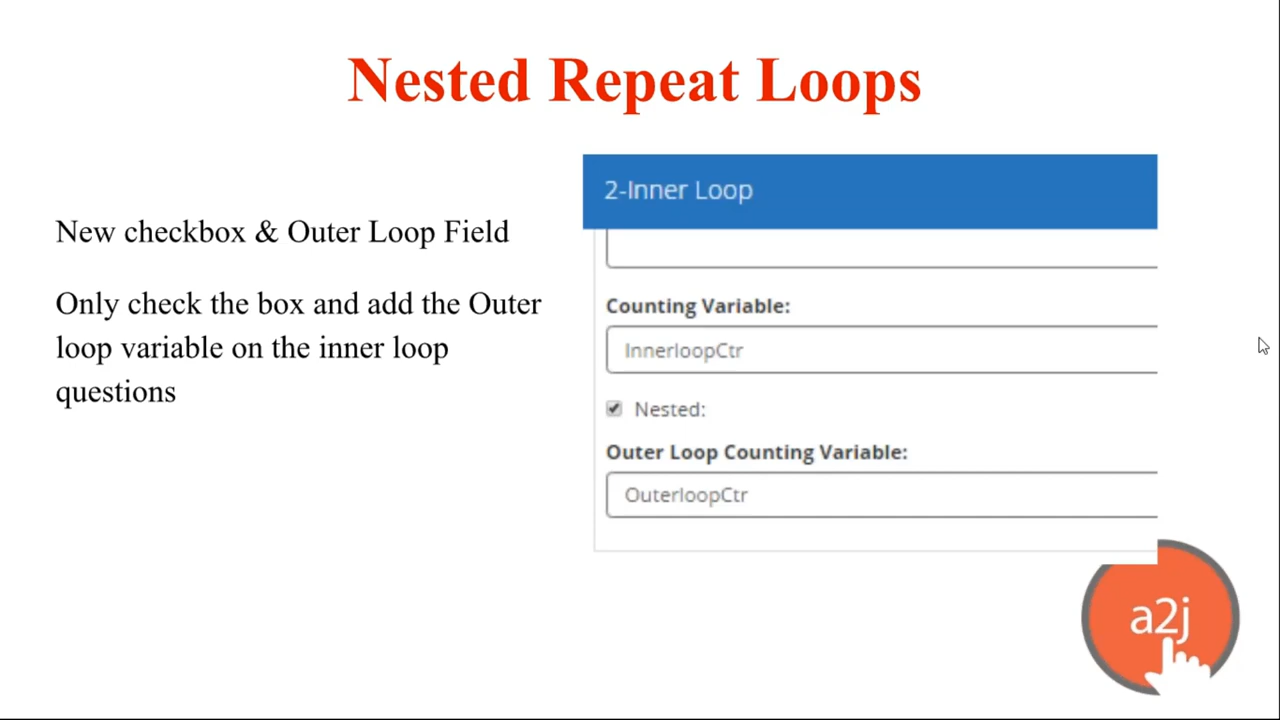 Nested Repeat Loops
New checkbox & Outer Loop Field
Only check the box and add the Outer
loop variable on the inner loop
questions
2-Inner Loop
Counting Variable:
InnerloopCtr
Nested:
Outer Loop Counting Variable:
OuterloopCtr
a2j